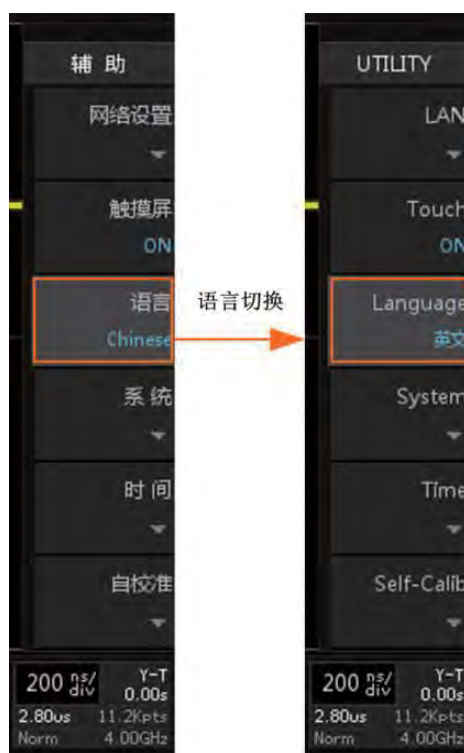 辅 助
网络设置
触摸屏
ON
语言
Chinese
系 统
时 间
自校准
200 ns/div
Y-T
0.00s
2.80us 11.2Kpts
Norm 4.00GHz
语言切换
UTILITY
LAN
Touch
ON
Language
英文
System
Time
Self-Calib
200 ns/div
Y-T
0.00s
2.80us 11.2Kpts
Norm 4.00GHz